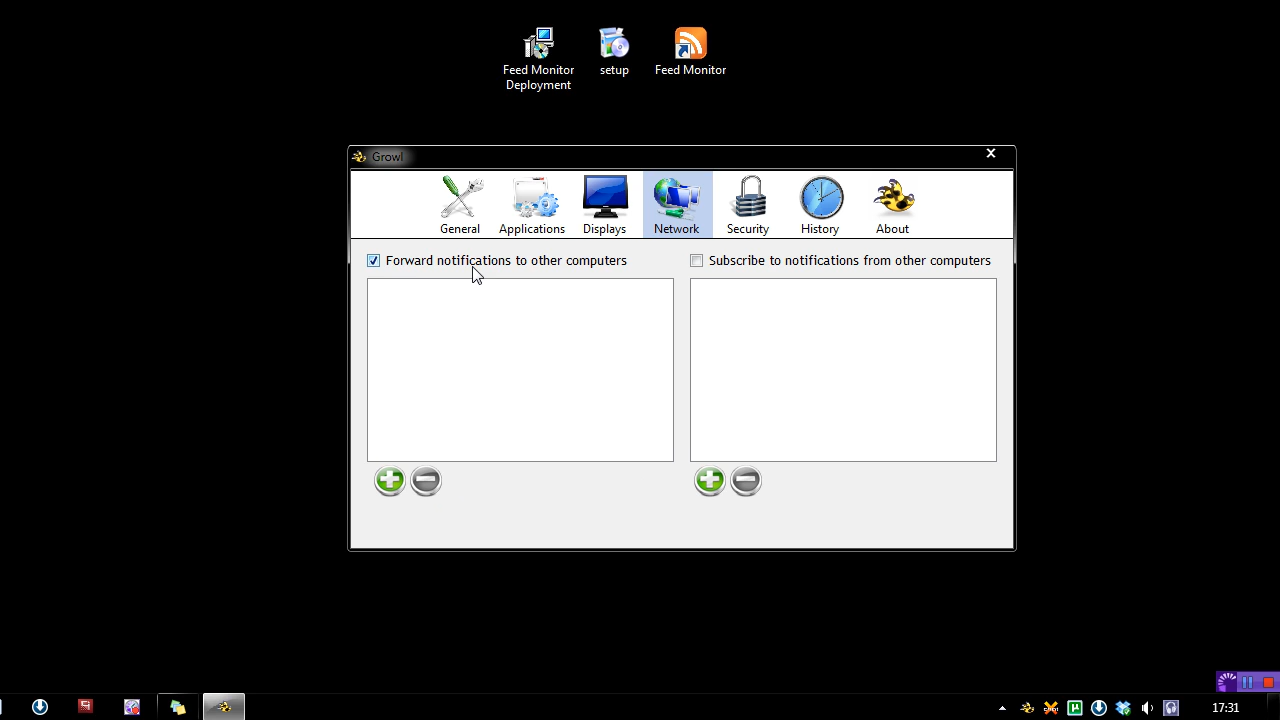 Feed Monitor
Deployment
setup
Feed Monitor
Growl
General
Applications
Displays
Network
Security
History
About
Forward notifications to other computers
Subscribe to notifications from other computers
17:31